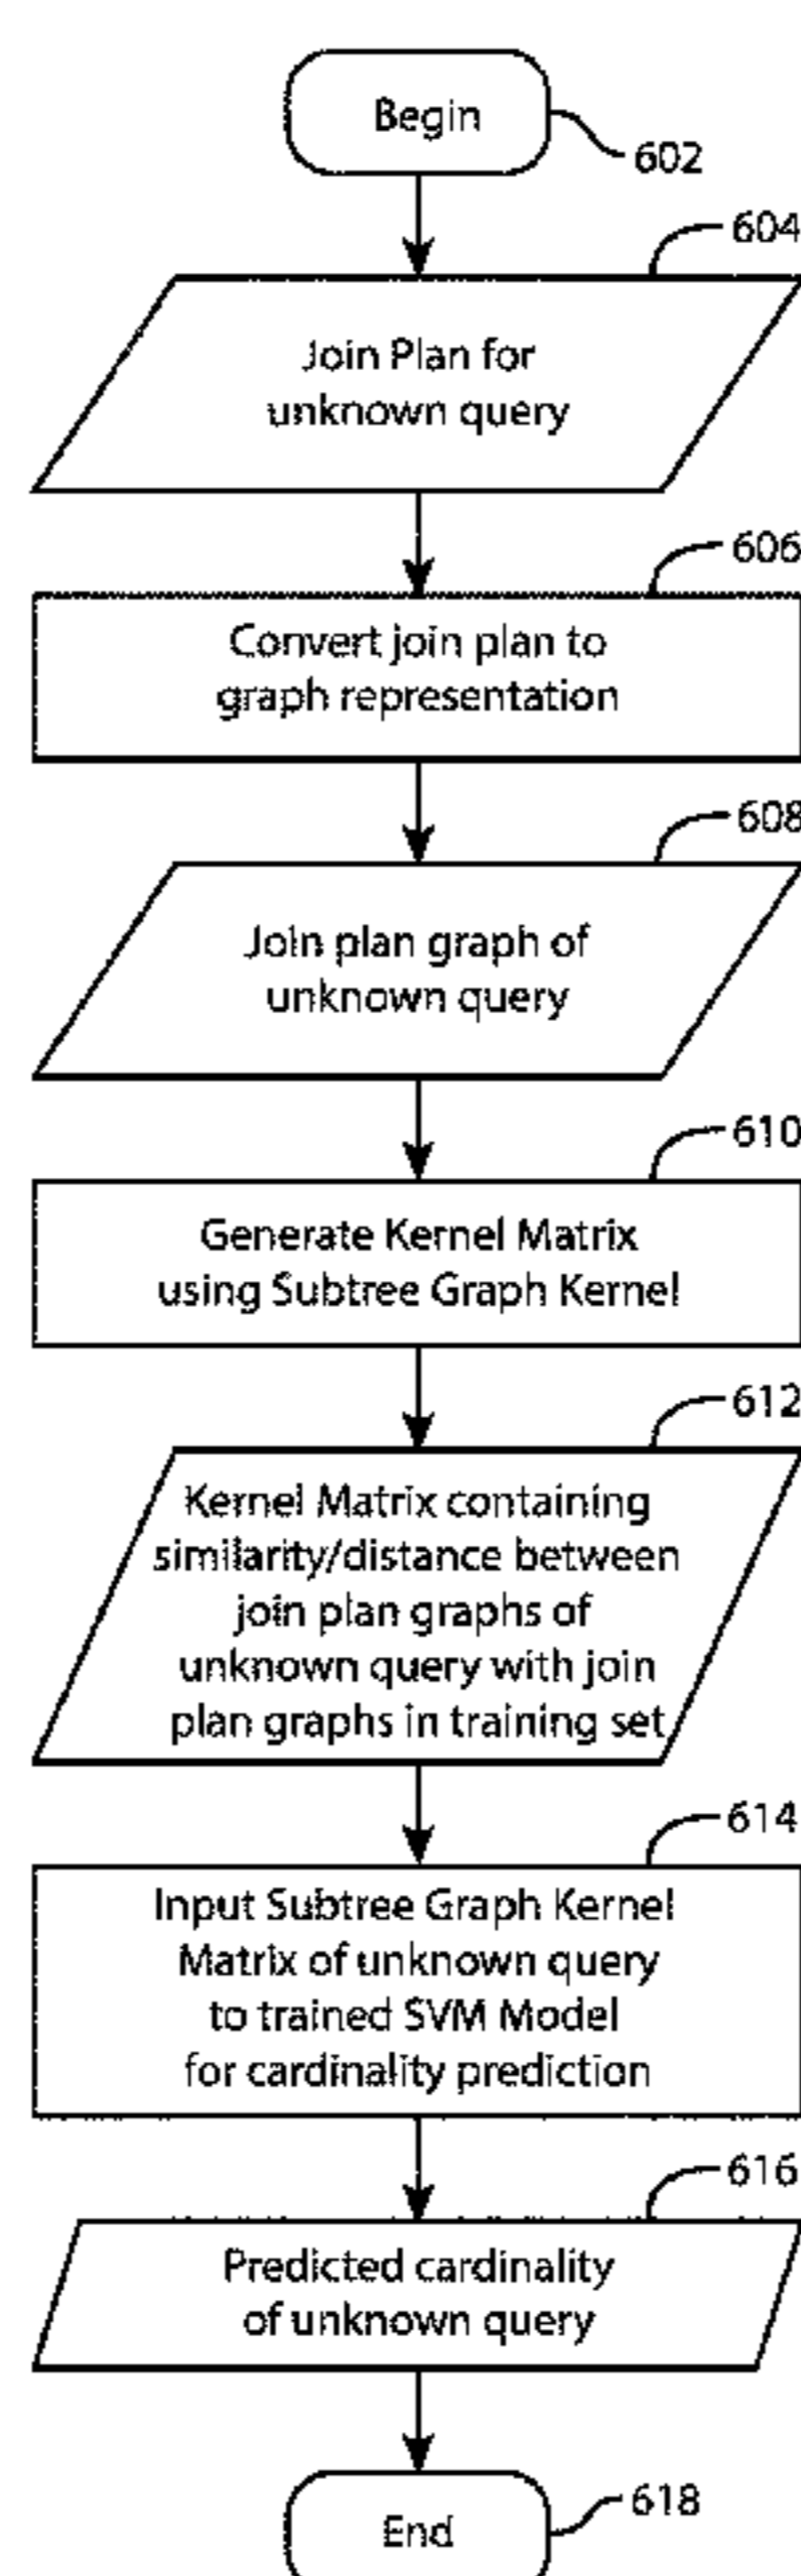 Begin
602
604
Join Plan for
unknown query
606
Convert join plan to
graph representation
608
Join plan graph of
unknown query
610
Generate Kernel Matrix
using Subtree Graph Kernel
612
Kernel Matrix containing
similarity/distance between
join plan graphs of
unknown query with join
plan graphs in training set
614
Input Subtree Graph Kernel
Matrix of unknown query
to trained SVM Model
for cardinality prediction
616
Predicted cardinality
of unknown query
End
618